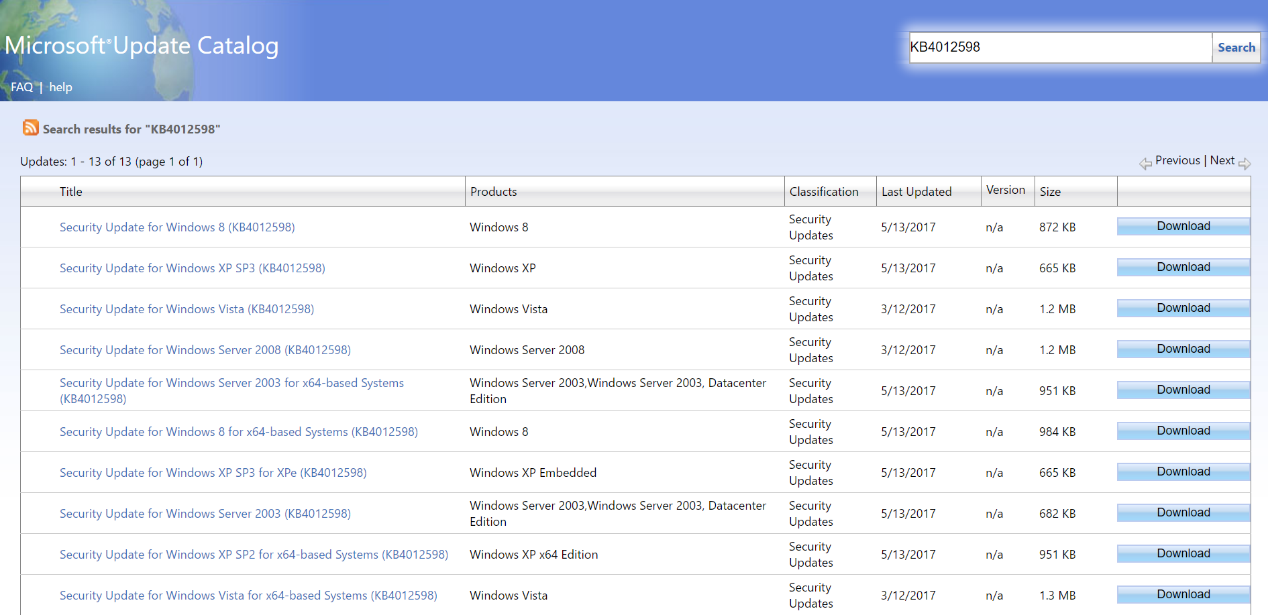 Microsoft®Update Catalog
KB4012598
Search
FAQ | help
Search results for "KB4012598"
Updates: 1 - 13 of 13 (page 1 of 1)
Previous | Next
Title Products Classification Last Updated Version Size
Security Update for Windows 8 (KB4012598) Windows 8 Security Updates 5/13/2017 n/a 872 KB Download
Security Update for Windows XP SP3 (KB4012598) Windows XP Security Updates 5/13/2017 n/a 665 KB Download
Security Update for Windows Vista (KB4012598) Windows Vista Security Updates 3/12/2017 n/a 1.2 MB Download
Security Update for Windows Server 2008 (KB4012598) Windows Server 2008 Security Updates 3/12/2017 n/a 1.2 MB Download
Security Update for Windows Server 2003 for x64-based Systems (KB4012598) Windows Server 2003,Windows Server 2003, Datacenter Edition Security Updates 5/13/2017 n/a 951 KB Download
Security Update for Windows 8 for x64-based Systems (KB4012598) Windows 8 Security Updates 5/13/2017 n/a 984 KB Download
Security Update for Windows XP SP3 for XPe (KB4012598) Windows XP Embedded Security Updates 5/13/2017 n/a 665 KB Download
Security Update for Windows Server 2003 (KB4012598) Windows Server 2003,Windows Server 2003, Datacenter Edition Security Updates 5/13/2017 n/a 682 KB Download
Security Update for Windows XP SP2 for x64-based Systems (KB4012598) Windows XP x64 Edition Security Updates 5/13/2017 n/a 951 KB Download
Security Update for Windows Vista for x64-based Systems (KB4012598) Windows Vista Security Updates 3/12/2017 n/a 1.3 MB Download